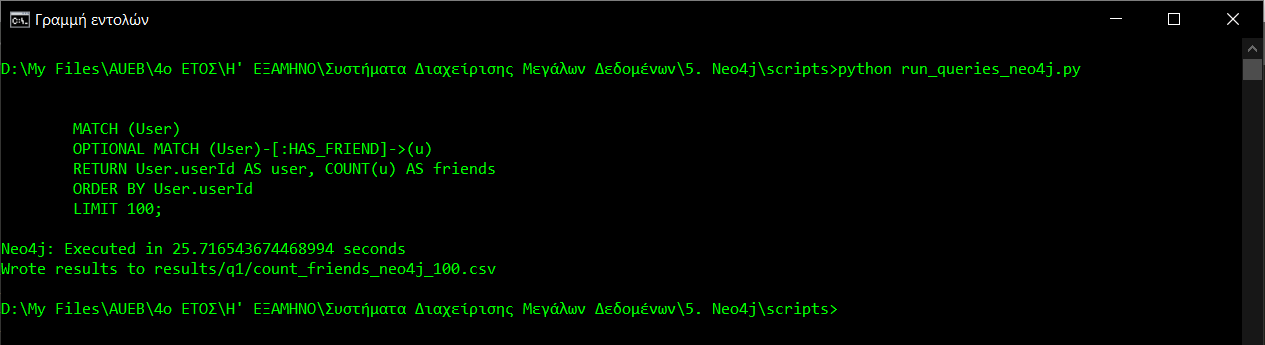 Γραμμή εντολών
D:\My Files\AUEB\4ο ΕΤΟΣ\Η' ΕΞΑΜΗΝΟ\Συστήματα Διαχείρισης Μεγάλων Δεδομένων\5. Neo4j\scripts>python run_queries_neo4j.py
MATCH (User)
OPTIONAL MATCH (User)-[:HAS_FRIEND]->(u)
RETURN User.userId AS user, COUNT(u) AS friends
ORDER BY User.userId
LIMIT 100;
Neo4j: Executed in 25.716543674468994 seconds
Wrote results to results/q1/count_friends_neo4j_100.csv
D:\My Files\AUEB\4ο ΕΤΟΣ\Η' ΕΞΑΜΗΝΟ\Συστήματα Διαχείρισης Μεγάλων Δεδομένων\5. Neo4j\scripts>